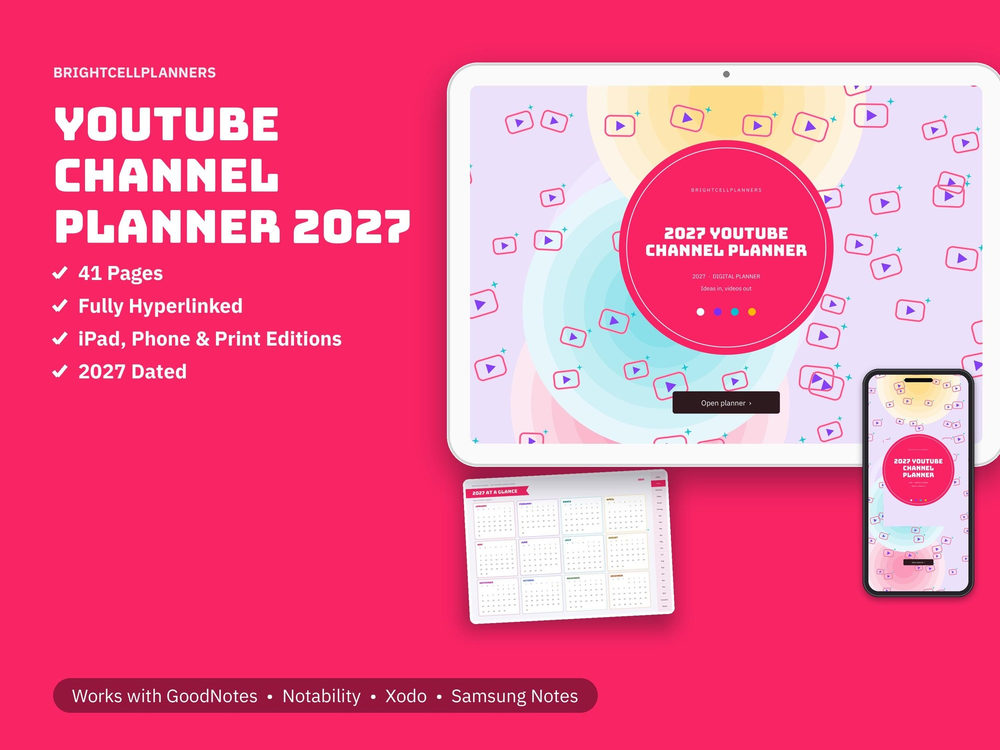 BRIGHTCELLPLANNERS
YOUTUBE
CHANNEL
PLANNER 2027
✔ 41 Pages
✔ Fully Hyperlinked
✔ iPad, Phone & Print Editions
✔ 2027 Dated
BRIGHTCELLPLANNERS
2027 YOUTUBE
CHANNEL PLANNER
2027 · DIGITAL PLANNER
Ideas in, videos out
Open planner ›
2027 YOUTUBE
CHANNEL
PLANNER
2027 AT A GLANCE
Works with GoodNotes • Notability • Xodo • Samsung Notes